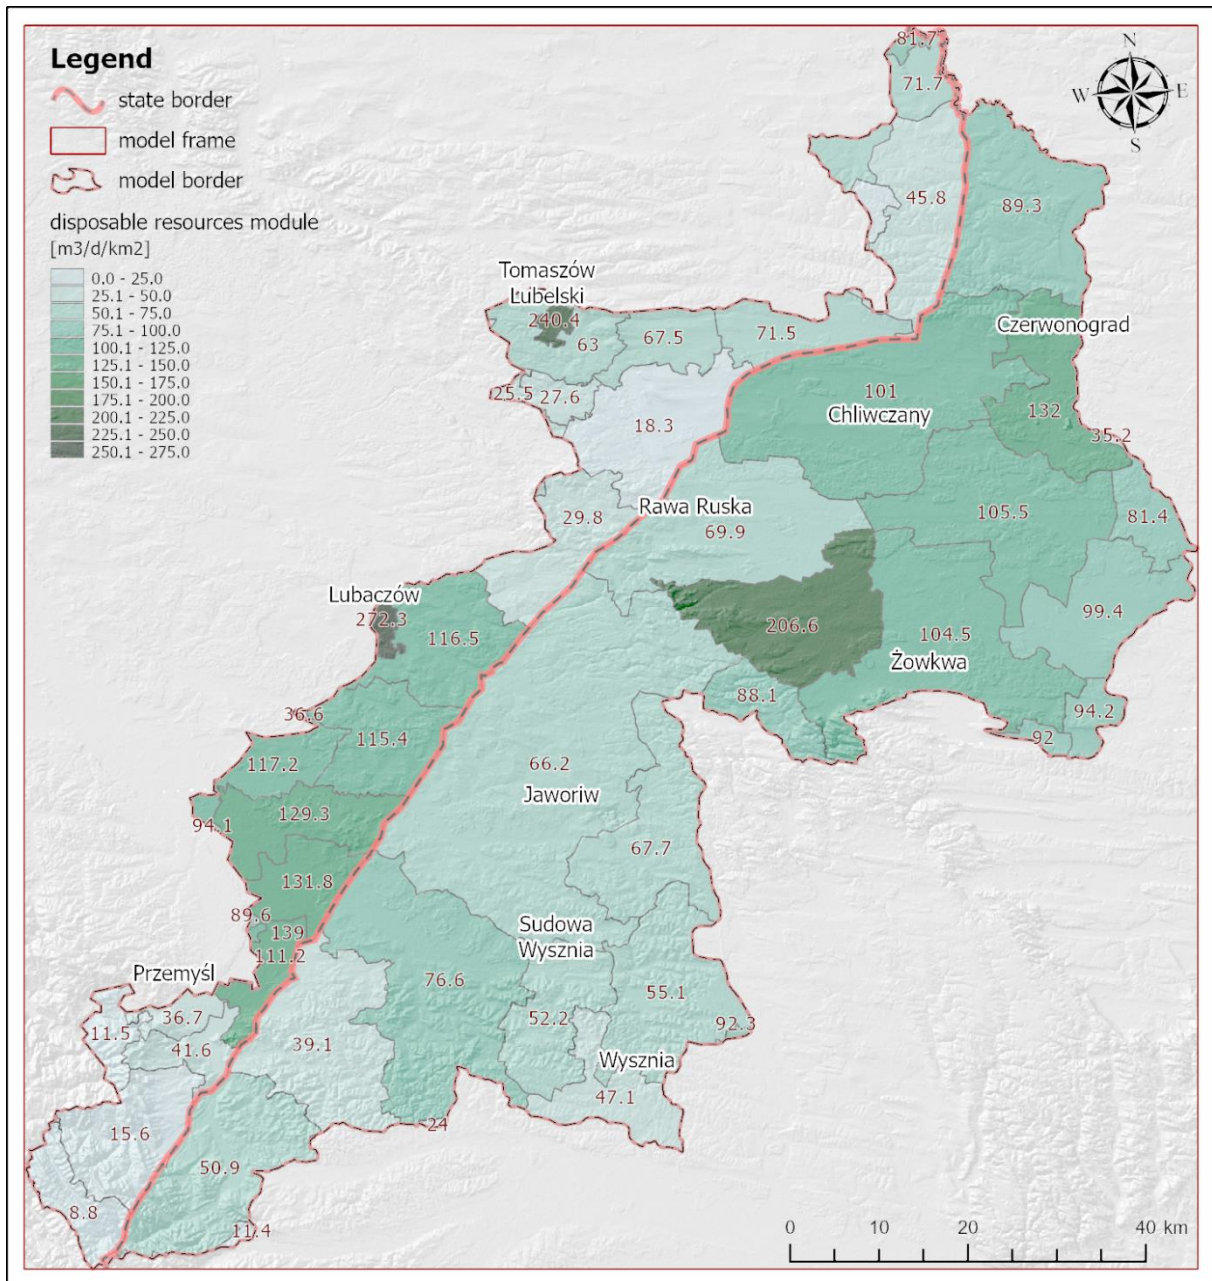 Legend
state border
model frame
model border
disposable resources module
[m3/d/km2]
0.0 - 25.0
25.1 - 50.0
50.1 - 75.0
75.1 - 100.0
100.1 - 125.0
125.1 - 150.0
150.1 - 175.0
175.1 - 200.0
200.1 - 225.0
225.1 - 250.0
250.1 - 275.0
N
W
E
S
81.7
71.7
45.8
89.3
Tomaszów
Lubelski
240.4
63
67.5
71.5
Czerwonograd
25.5
27.6
18.3
101
Chliwczany
132
35.2
29.8
Rawa Ruska
69.9
105.5
81.4
Lubaczów
272.3
116.5
206.6
104.5
Żowkwa
99.4
36.6
115.4
88.1
94.2
92
117.2
66.2
Jaworiw
94.1
129.3
67.7
131.8
89.6
139
111.2
Sudowa
Wysznia
Przemyśl
76.6
55.1
36.7
11.5
41.6
39.1
52.2
92.3
Wysznia
47.1
24
15.6
50.9
8.8
11.4
0
10
20
40 km